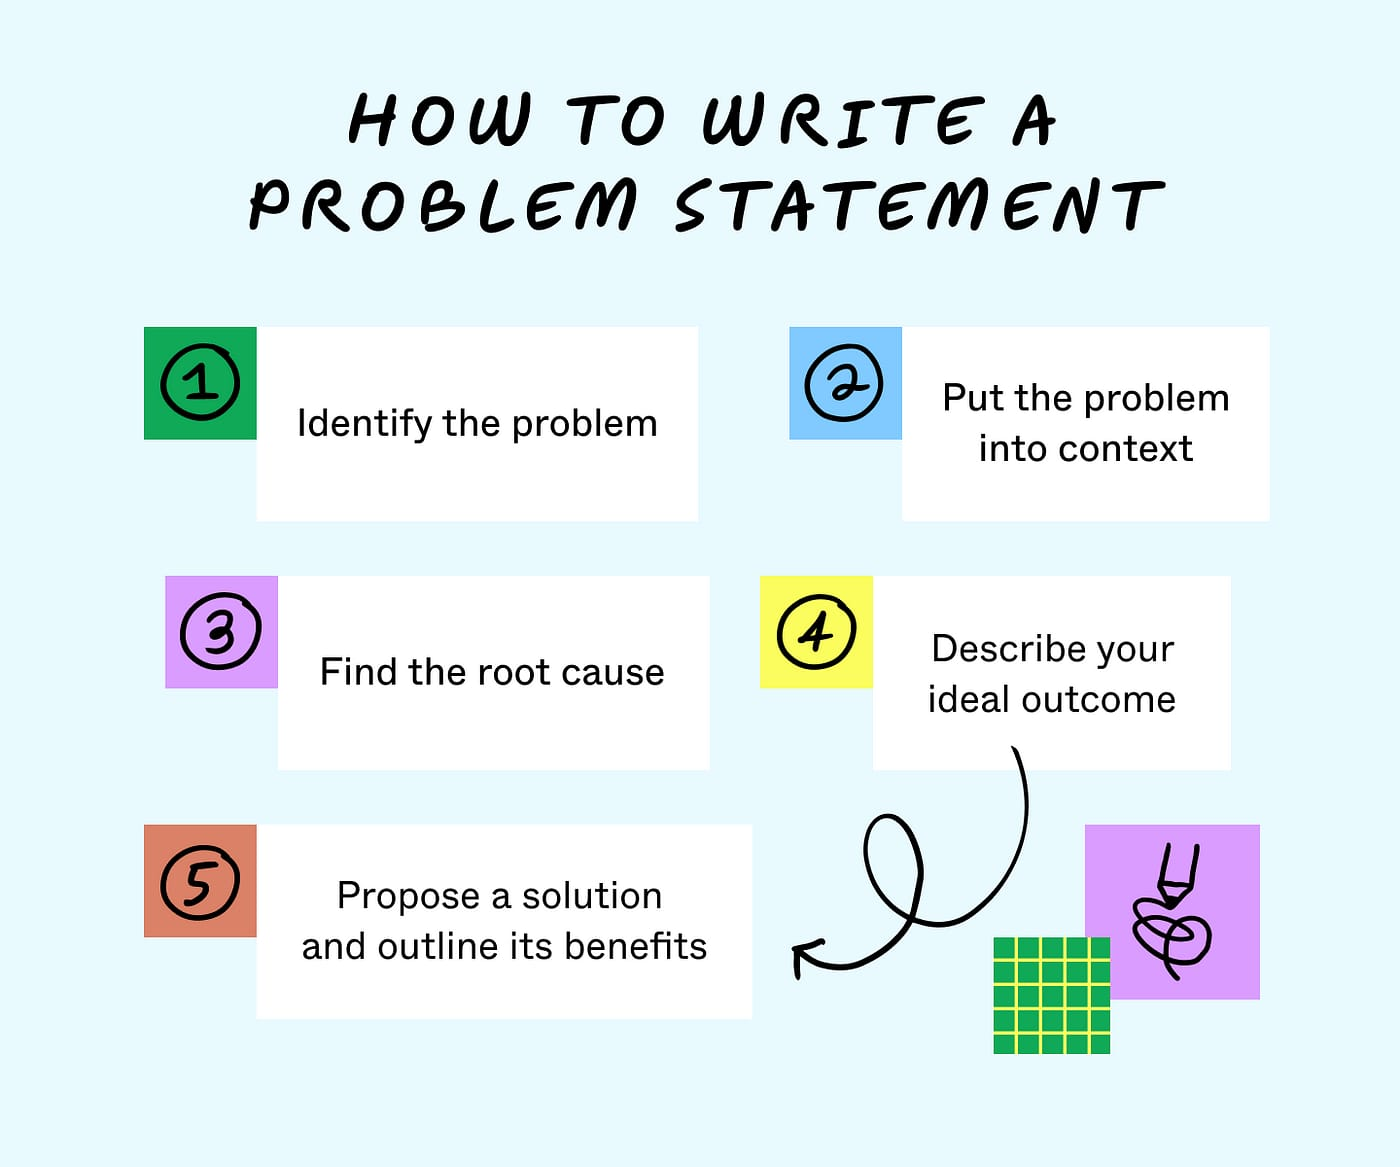 HOW TO WRITE A
PROBLEM STATEMENT
1
Identify the problem
2
Put the problem
into context
3
Find the root cause
4
Describe your
ideal outcome
5
Propose a solution
and outline its benefits